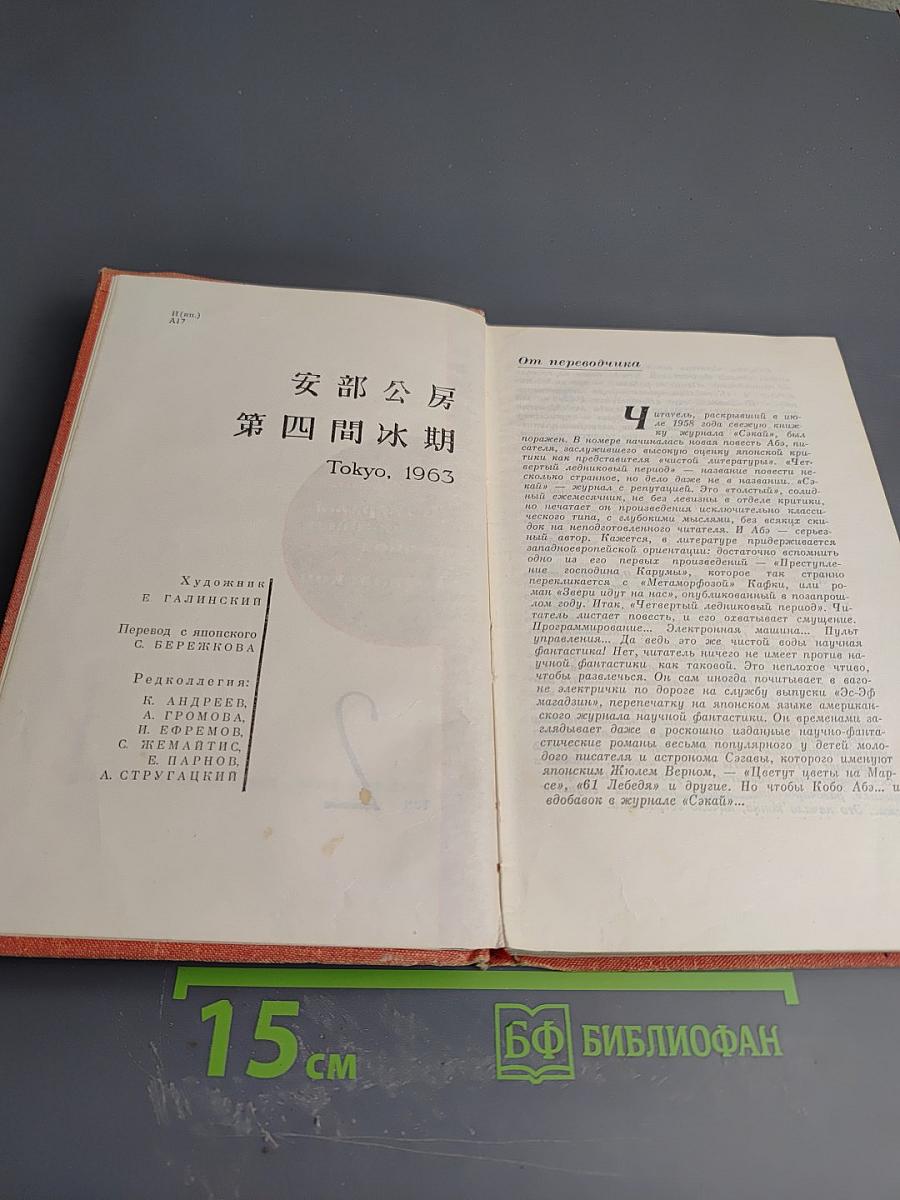 И(яп.)
А17
安部公房
第四間冰期
Tokyo, 1963
Художник
Е ГАЛИНСКИЙ
Перевод с японского
С. БЕРЕЖКОВА
Редколлегия:
К. АНДРЕЕВ,
А. ГРОМОВА,
И. ЕФРЕМОВ,
С. ЖЕМАЙТИС,
Е. ПАРНОВ,
А. СТРУГАЦКИЙ
От переводчика
Читатель, раскрывший в ию-
ле 1958 года свежую книж-
ку журнала «Сэкай», был
поражен. В номере начиналась новая повесть Абэ, пи-
сателя, заслужившего высокую оценку японской кри-
тики как представителя «чистой литературы». «Чет-
вертый ледниковый период» — название повести не-
сколько странное, но дело даже не в названии. «Сэ-
кай» — журнал с репутацией. Это «толстый», солид-
ный ежемесячник, не без левизны в отделе критики,
но печатает он произведения исключительно класси-
ческого типа, с глубокими мыслями, без всяких ски-
док на неподготовленного читателя. И Абэ — серьез-
ный автор. Кажется, в литературе придерживается
западноевропейской ориентации: достаточно вспомнить
одно из его первых произведений — «Преступле-
ние господина Карумы», которое так странно
перекликается с «Метаморфозой» Кафки, или ро-
ман «Звери идут на нас», опубликованный в позапрош-
лом году. Итак, «Четвертый ледниковый период». Чи-
татель листает повесть, и его охватывает смущение.
Программирование... Электронная машина... Пульт
управления... Да ведь это же чистой воды научная
фантастика! Нет, читатель ничего не имеет против на-
учной фантастики как таковой. Это неплохое чтиво,
чтобы развлечься. Он сам иногда почитывает в ваго-
не электрички по дороге на службу выпуски «Эс-Эф
магадзин», перепечатку на японском языке американ-
ского журнала научной фантастики. Он временами за-
глядывает даже в роскошно изданные научно-фанта-
стические романы весьма популярного у детей моло-
дого писателя и астронома Сэгавы, которого именуют
японским Жюлем Верном, — «Цветут цветы на Мар-
се», «61 Лебедя» и другие. Но чтобы Кобо Абэ... и
вдобавок в журнале «Сэкай»...
15 см
БФ БИБЛИОФАН